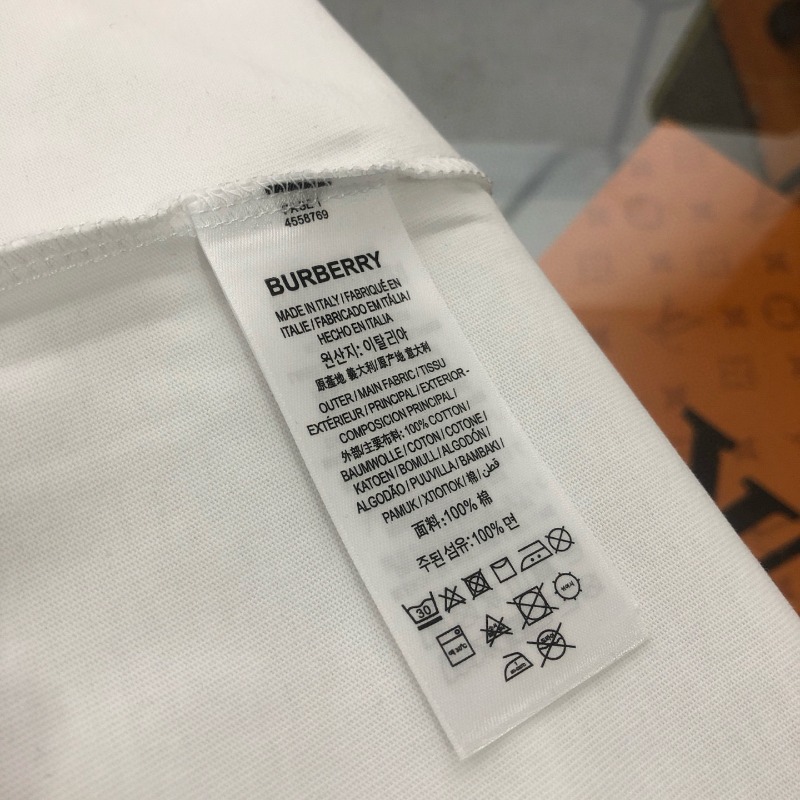 4558769
BURBERRY
MADE IN ITALY / FABRIQUÉ EN
ITALIE / FABRICADO EM ITÁLIA /
HECHO EN ITALIA
원산지: 이탈리아
原產地 義大利/原产地 意大利
OUTER / MAIN FABRIC / TISSU
EXTÉRIEUR / PRINCIPAL / EXTERIOR -
COMPOSICION PRINCIPAL /
外部/主要布料: 100% COTTON /
BAUMWOLLE / COTON / COTONE /
KATOEN / BOMULL / ALGODÓN /
ALGODÃO / PUUVILLA / BAMBAKI /
PAMUK / ХЛОПОК / 棉 / قطن
面料:100% 棉
주된 섬유:100% 면
30